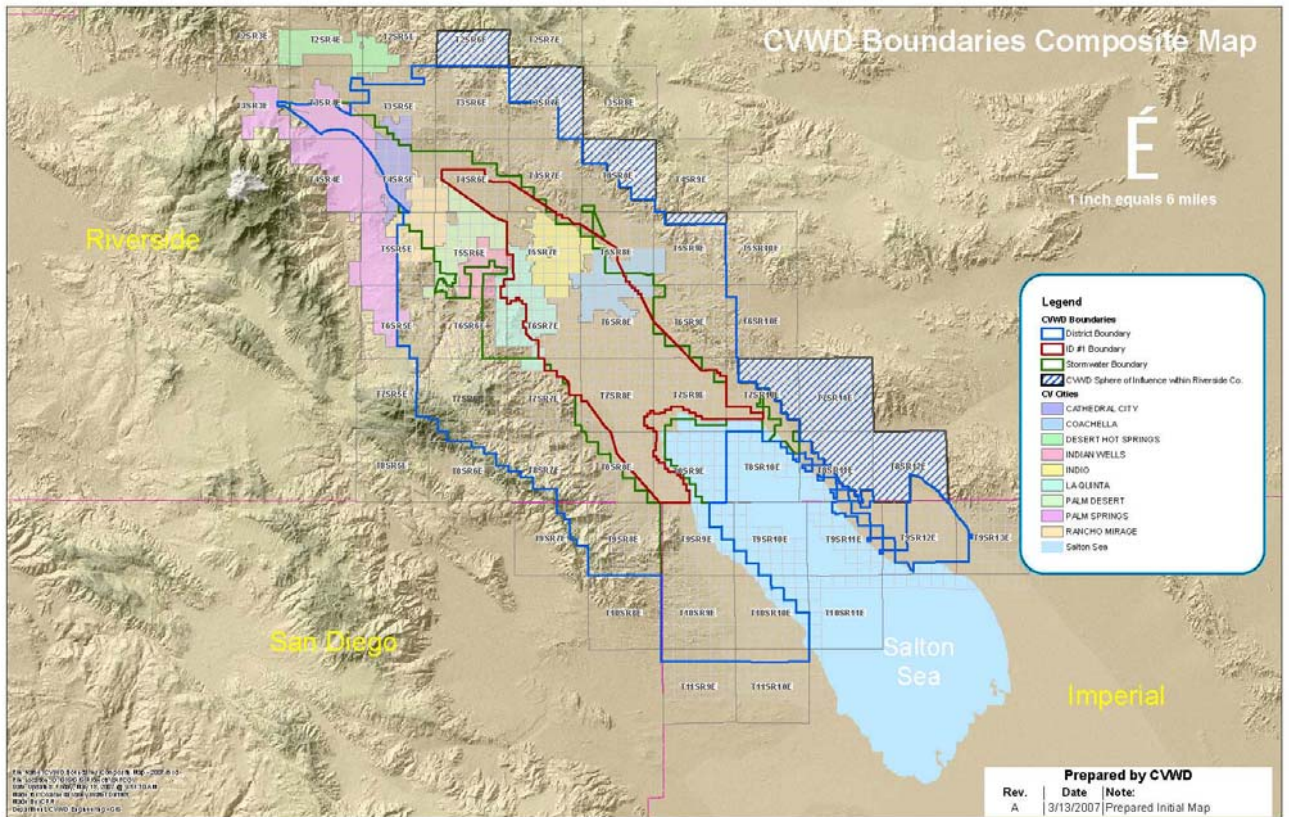 CVWD Boundaries Composite Map
É
1 inch equals 6 miles
Riverside
San Diego
Imperial
Salton
Sea
T2SR3E
T2SR4E
T2SR5E
T2SR6E
T2SR7E
T3SR3E
T3SR4E
T3SR5E
T3SR6E
T3SR7E
T3SR8E
T4SR4E
T4SR5E
T4SR6E
T4SR7E
T4SR8E
T4SR9E
T5SR5E
T5SR6E
T5SR7E
T5SR8E
T5SR9E
T5SR10E
T6SR5E
T6SR6E
T6SR7E
T6SR8E
T6SR9E
T6SR10E
T7SR5E
T7SR6E
T7SR7E
T7SR8E
T7SR9E
T7SR10E
T8SR5E
T8SR6E
T8SR7E
T8SR8E
T8SR9E
T8SR10E
T8SR11E
T8SR12E
T9SR7E
T9SR8E
T9SR9E
T9SR10E
T9SR11E
T9SR12E
T9SR13E
T10SR8E
T10SR9E
T10SR10E
T10SR11E
T11SR9E
T11SR10E
Legend
CVWD Boundaries
District Boundary
ID #1 Boundary
Stormwater Boundary
CVWD Sphere of Influence within Riverside Co.
CV Cities
CATHEDRAL CITY
COACHELLA
DESERT HOT SPRINGS
INDIAN WELLS
INDIO
LA QUINTA
PALM DESERT
PALM SPRINGS
RANCHO MIRAGE
Salton Sea
Prepared by CVWD
Rev. Date Note:
A 3/13/2007 Prepared Initial Map